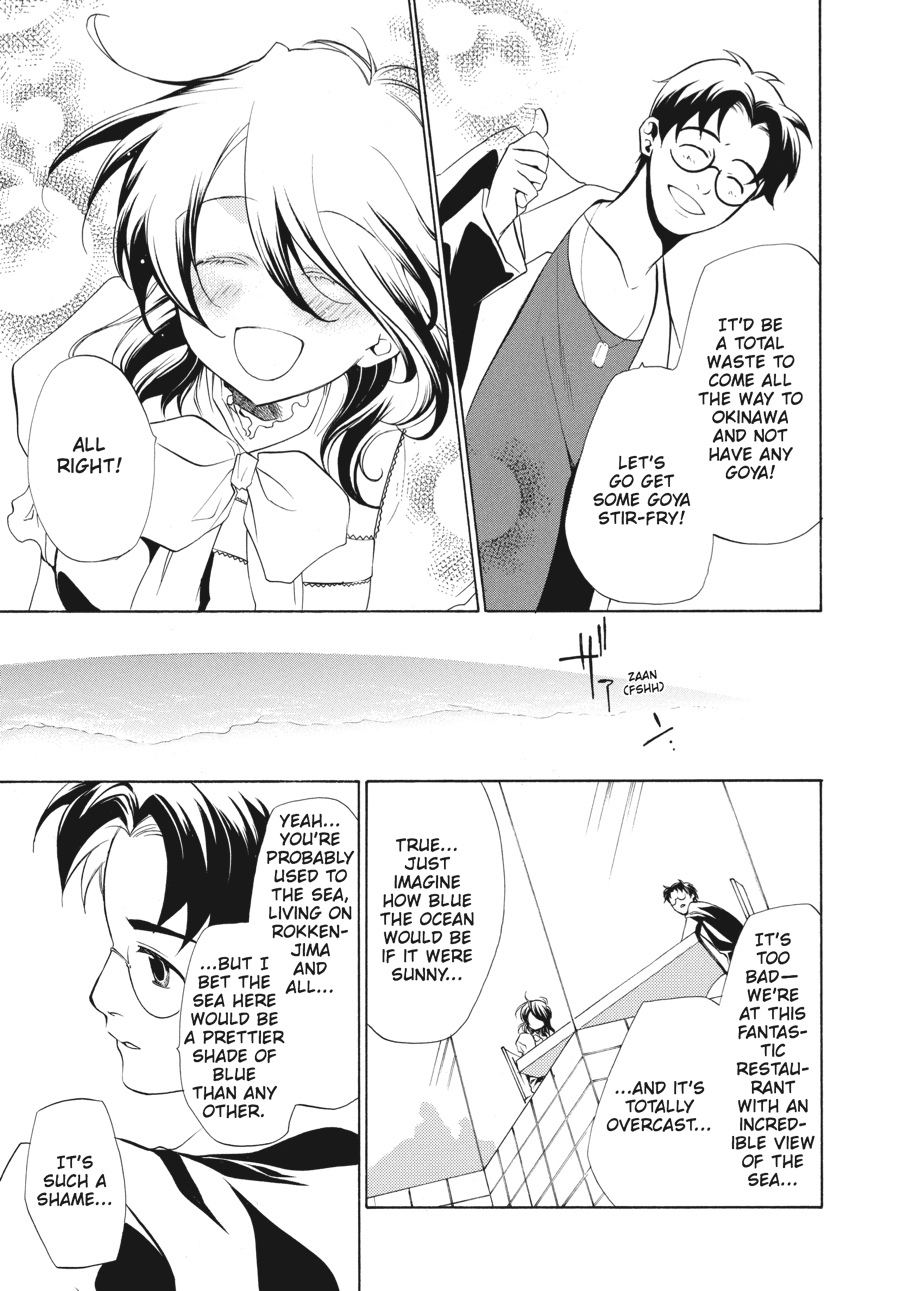 IT'D BE
A TOTAL
WASTE TO
COME ALL
THE WAY TO
OKINAWA
AND NOT
HAVE ANY
GOYA!
LET'S
GO GET
SOME GOYA
STIR-FRY!
ALL
RIGHT!
ザァン
ZAAN
(FSHH)
IT'S
TOO
BAD—
WE'RE
AT THIS
FANTAS-
TIC
RESTAU-
RANT
WITH AN
INCRED-
IBLE VIEW
OF THE
SEA...
...AND IT'S
TOTALLY
OVERCAST...
TRUE...
JUST
IMAGINE
HOW BLUE
THE OCEAN
WOULD BE
IF IT WERE
SUNNY...
YEAH...
YOU'RE
PROBABLY
USED TO
THE SEA,
LIVING ON
ROKKEN-
JIMA
AND
ALL...
...BUT I
BET THE
SEA HERE
WOULD BE
A PRETTIER
SHADE OF
BLUE
THAN ANY
OTHER.
IT'S
SUCH A
SHAME...